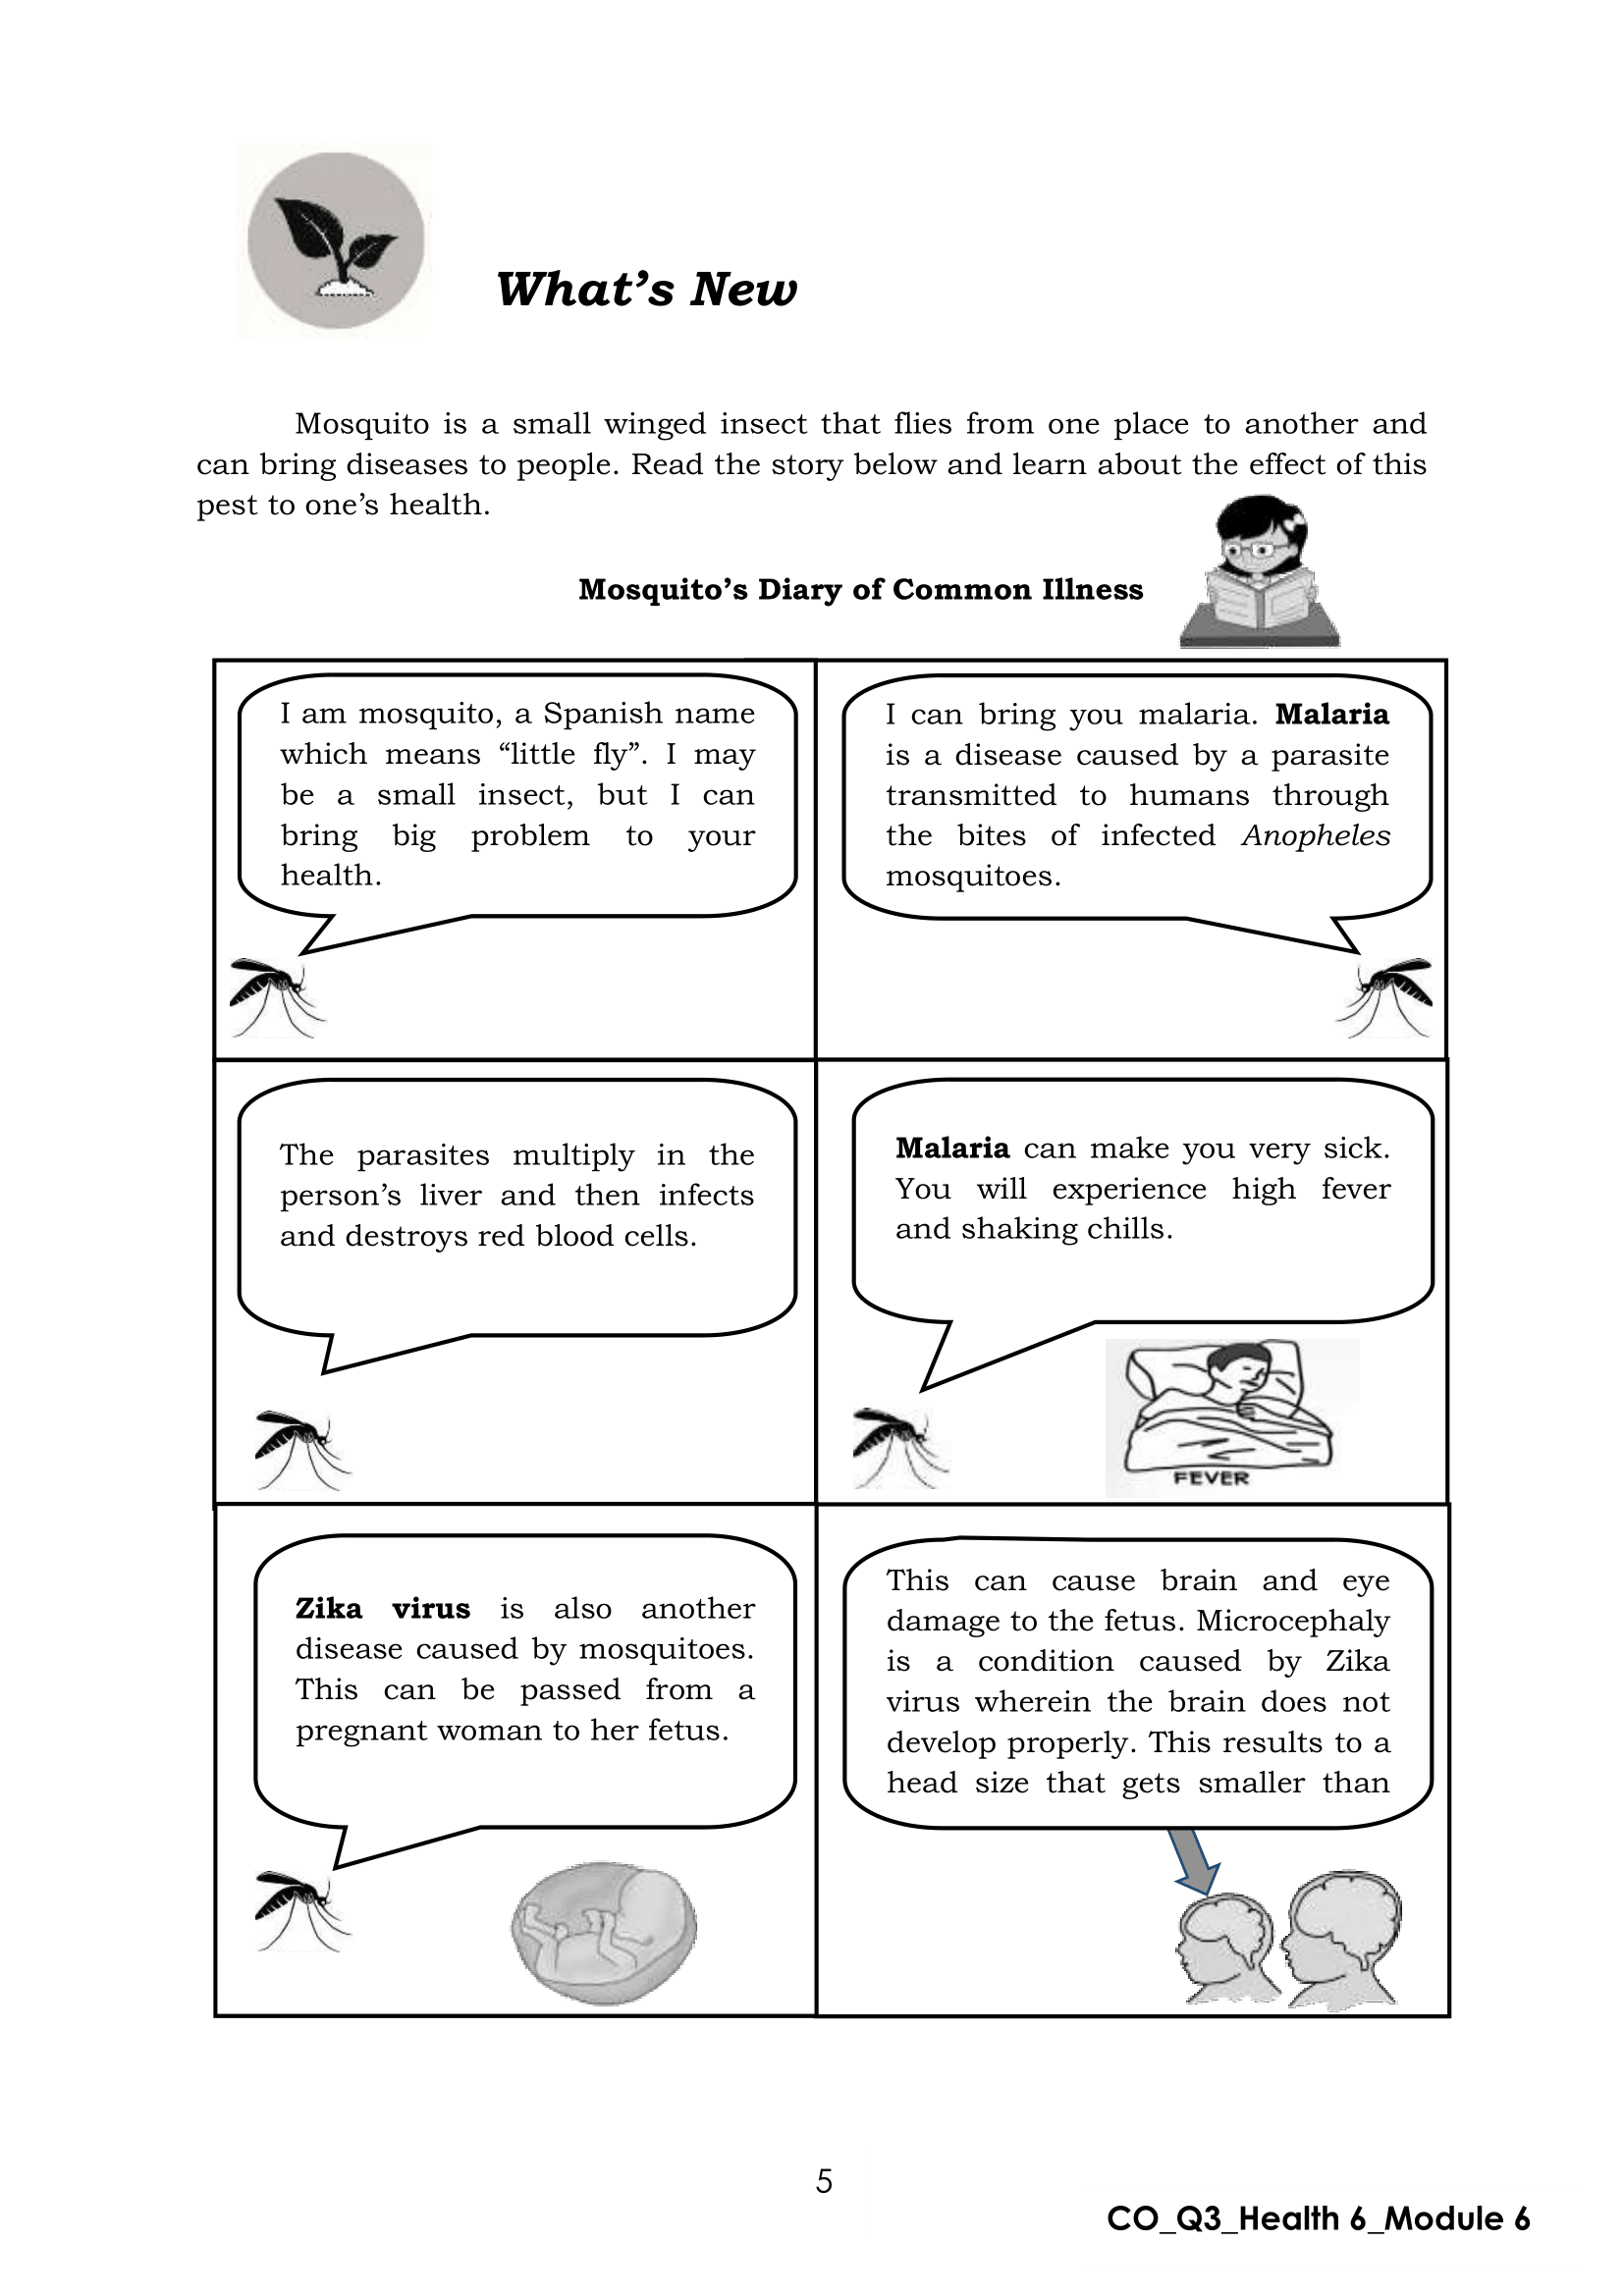 What's New
Mosquito is a small winged insect that flies from one place to another and
can bring diseases to people. Read the story below and learn about the effect of this
pest to one's health.
Mosquito's Diary of Common Illness
I am mosquito, a Spanish name
which means “little fly”. I may
be a small insect, but I can
bring big problem to your
health.
I can bring you malaria. Malaria
is a disease caused by a parasite
transmitted to humans through
the bites of infected Anopheles
mosquitoes.
The parasites multiply in the
person's liver and then infects
and destroys red blood cells.
Malaria can make you very sick.
You will experience high fever
and shaking chills.
FEVER
Zika virus is also another
disease caused by mosquitoes.
This can be passed from a
pregnant woman to her fetus.
This can cause brain and eye
damage to the fetus. Microcephaly
is a condition caused by Zika
virus wherein the brain does not
develop properly. This results to a
head size that gets smaller than
5
CO_Q3_Health 6_Module 6